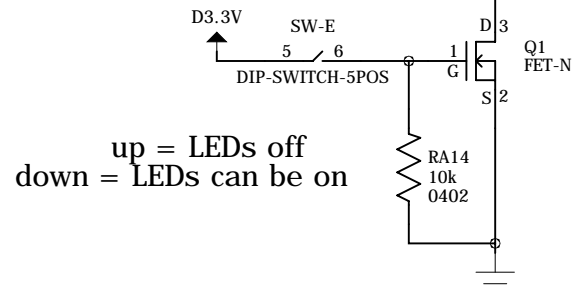 D3.3V
SW-E
5 6
DIP-SWITCH-5POS
D 3
1
G
Q1
FET-N
S 2
up = LEDs off
down = LEDs can be on
RA14
10k
0402